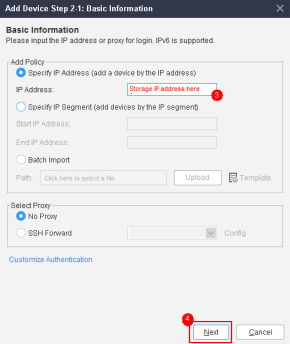 Add Device Step 2-1: Basic Information
Basic Information
Please input the IP address or proxy for login. IPv6 is supported.
Add Policy
Specify IP Address (add a device by the IP address)
IP Address: Storage IP address here
3
Specify IP Segment (add devices by the IP segment)
Start IP Address:
End IP Address:
Batch Import
Path: Click here to select a file. Upload Template
Select Proxy
No Proxy
SSH Forward Config
Customize Authentication
4
Next Cancel